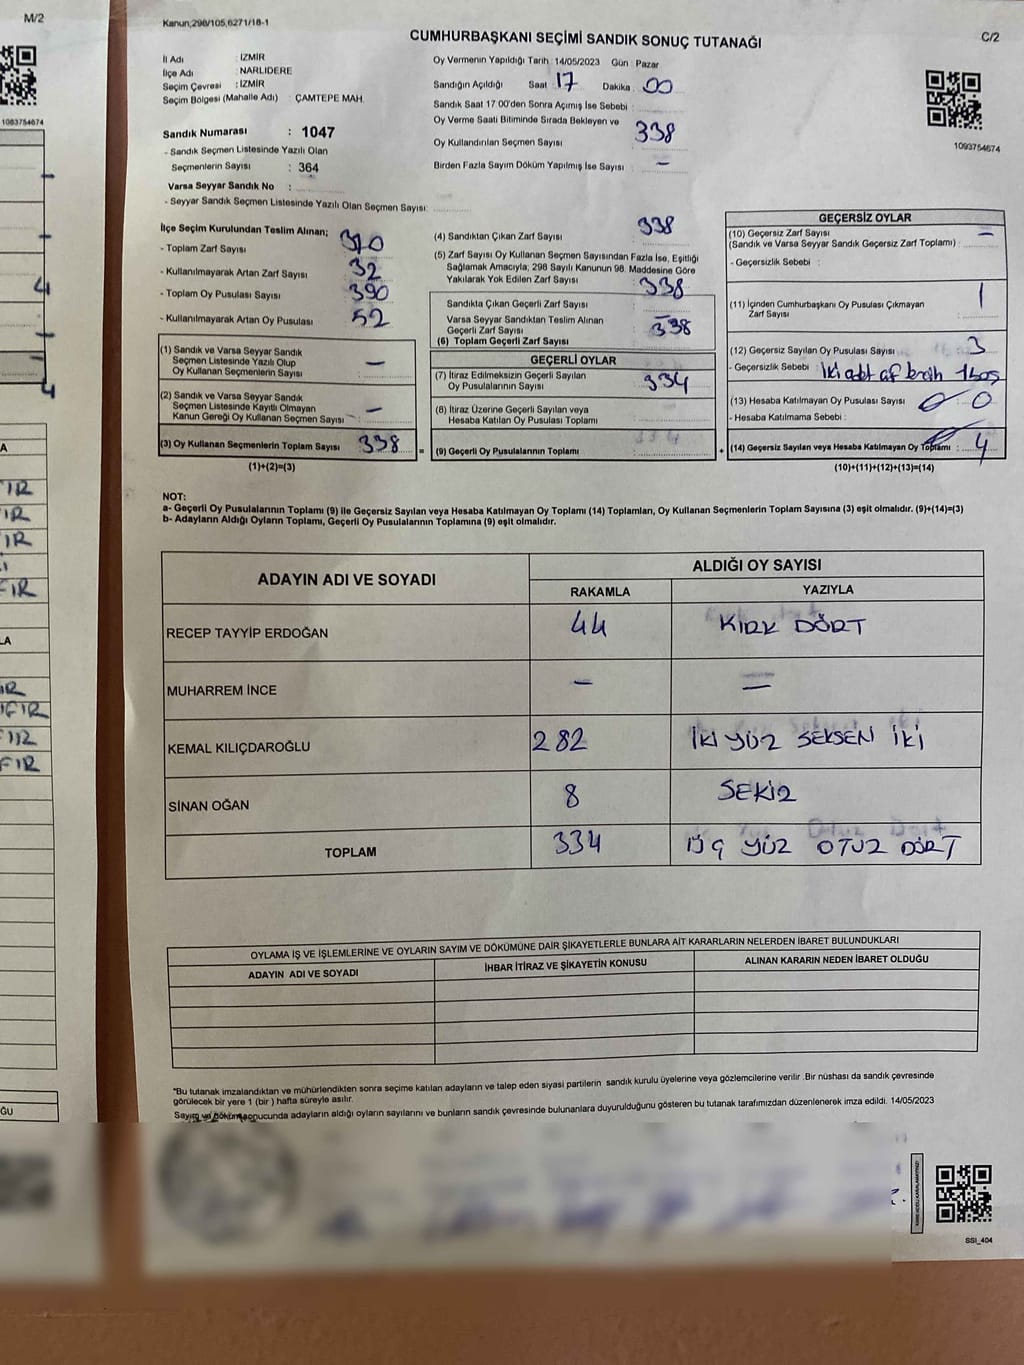 M/2
1093754674
4
4
Kanun;298/105,6271/18-1
C/2
CUMHURBAŞKANI SEÇİMİ SANDIK SONUÇ TUTANAĞI
İl Adı : İZMİR
İlçe Adı : NARLIDERE
Seçim Çevresi : İZMİR
Seçim Bölgesi (Mahalle Adı) : ÇAMTEPE MAH.
Sandık Numarası : 1047
- Sandık Seçmen Listesinde Yazılı Olan
Seçmenlerin Sayısı : 364
Varsa Seyyar Sandık No :
- Seyyar Sandık Seçmen Listesinde Yazılı Olan Seçmen Sayısı:
Oy Vermenin Yapıldığı Tarih 14/05/2023 Gün : Pazar
Sandığın Açıldığı Saat 17 Dakika 00
Sandık Saat 17:00'den Sonra Açımış İse Sebebi :
Oy Verme Saati Bitiminde Sırada Bekleyen ve
Oy Kullandırılan Seçmen Sayısı : 338
Birden Fazla Sayım Döküm Yapılmış İse Sayısı : —
1093754674
İlçe Seçim Kurulundan Teslim Alınan;
- Toplam Zarf Sayısı : 370
- Kullanılmayarak Artan Zarf Sayısı : 32
- Toplam Oy Pusulası Sayısı : 390
- Kullanılmayarak Artan Oy Pusulası : 52
(1) Sandık ve Varsa Seyyar Sandık
Seçmen Listesinde Yazılı Olup
Oy Kullanan Seçmenlerin Sayısı : —
(2) Sandık ve Varsa Seyyar Sandık
Seçmen Listesinde Kayıtlı Olmayan
Kanun Gereği Oy Kullanan Seçmen Sayısı : —
(3) Oy Kullanan Seçmenlerin Toplam Sayısı : 338
(1)+(2)=(3)
=
(4) Sandıktan Çıkan Zarf Sayısı : 338
(5) Zarf Sayısı Oy Kullanan Seçmen Sayısından Fazla İse, Eşitliği
Sağlamak Amacıyla; 298 Sayılı Kanunun 98. Maddesine Göre
Yakılarak Yok Edilen Zarf Sayısı :
Sandıkta Çıkan Geçerli Zarf Sayısı : 338
Varsa Seyyar Sandıktan Teslim Alınan
Geçerli Zarf Sayısı : —
(6) Toplam Geçerli Zarf Sayısı : 338
GEÇERLİ OYLAR
(7) İtiraz Edilmeksizin Geçerli Sayılan
Oy Pusulalarının Sayısı : 334
(8) İtiraz Üzerine Geçerli Sayılan veya
Hesaba Katılan Oy Pusulası Toplamı :
(9) Geçerli Oy Pusulalarının Toplamı : 334
+
GEÇERSİZ OYLAR
(10) Geçersiz Zarf Sayısı
(Sandık ve Varsa Seyyar Sandık Geçersiz Zarf Toplamı) : —
- Geçersizlik Sebebi :
(11) İçinden Cumhurbaşkanı Oy Pusulası Çıkmayan
Zarf Sayısı : 1
(12) Geçersiz Sayılan Oy Pusulası Sayısı : 3
- Geçersizlik Sebebi İki adet
(13) Hesaba Katılmayan Oy Pusulası Sayısı : 0
- Hesaba Katılmama Sebebi :
(14) Geçersiz Sayılan veya Hesaba Katılmayan Oy Toplamı : 4
(10)+(11)+(12)+(13)=(14)
NOT:
a- Geçerli Oy Pusulalarının Toplamı (9) ile Geçersiz Sayılan veya Hesaba Katılmayan Oy Toplamı (14) Toplamları, Oy Kullanan Seçmenlerin Toplam Sayısına (3) eşit olmalıdır. (9)+(14)=(3)
b- Adayların Aldığı Oyların Toplamı, Geçerli Oy Pusulalarının Toplamına (9) eşit olmalıdır.
ADAYIN ADI VE SOYADI
ALDIĞI OY SAYISI
RAKAMLA YAZIYLA
RECEP TAYYİP ERDOĞAN 44 KIRK DÖRT
MUHARREM İNCE — —
KEMAL KILIÇDAROĞLU 282 İKİ YÜZ SEKSEN İKİ
SİNAN OĞAN 8 SEKİZ
TOPLAM 334 ÜÇ YÜZ OTUZ DÖRT
OYLAMA İŞ VE İŞLEMLERİNE VE OYLARIN SAYIM VE DÖKÜMÜNE DAİR ŞİKAYETLERLE BUNLARA AİT KARARLARIN NELERDEN İBARET BULUNDUKLARI
ADAYIN ADI VE SOYADI İHBAR İTİRAZ VE ŞİKAYETİN KONUSU ALINAN KARARIN NEDEN İBARET OLDUĞU
*Bu tutanak imzalandıktan ve mühürlendikten sonra seçime katılan adayların ve talep eden siyasi partilerin sandık kurulu üyelerine veya gözlemcilerine verilir .Bir nüshası da sandık çevresinde
görülecek bir yere 1 (bir ) hafta süreyle asılır.
Sayım ve döküm sonucunda adayların aldığı oyların sayılarını ve bunların sandık çevresinde bulunanlara duyurulduğunu gösteren bu tutanak tarafımızdan düzenlenerek imza edildi. 14/05/2023
SSI_404